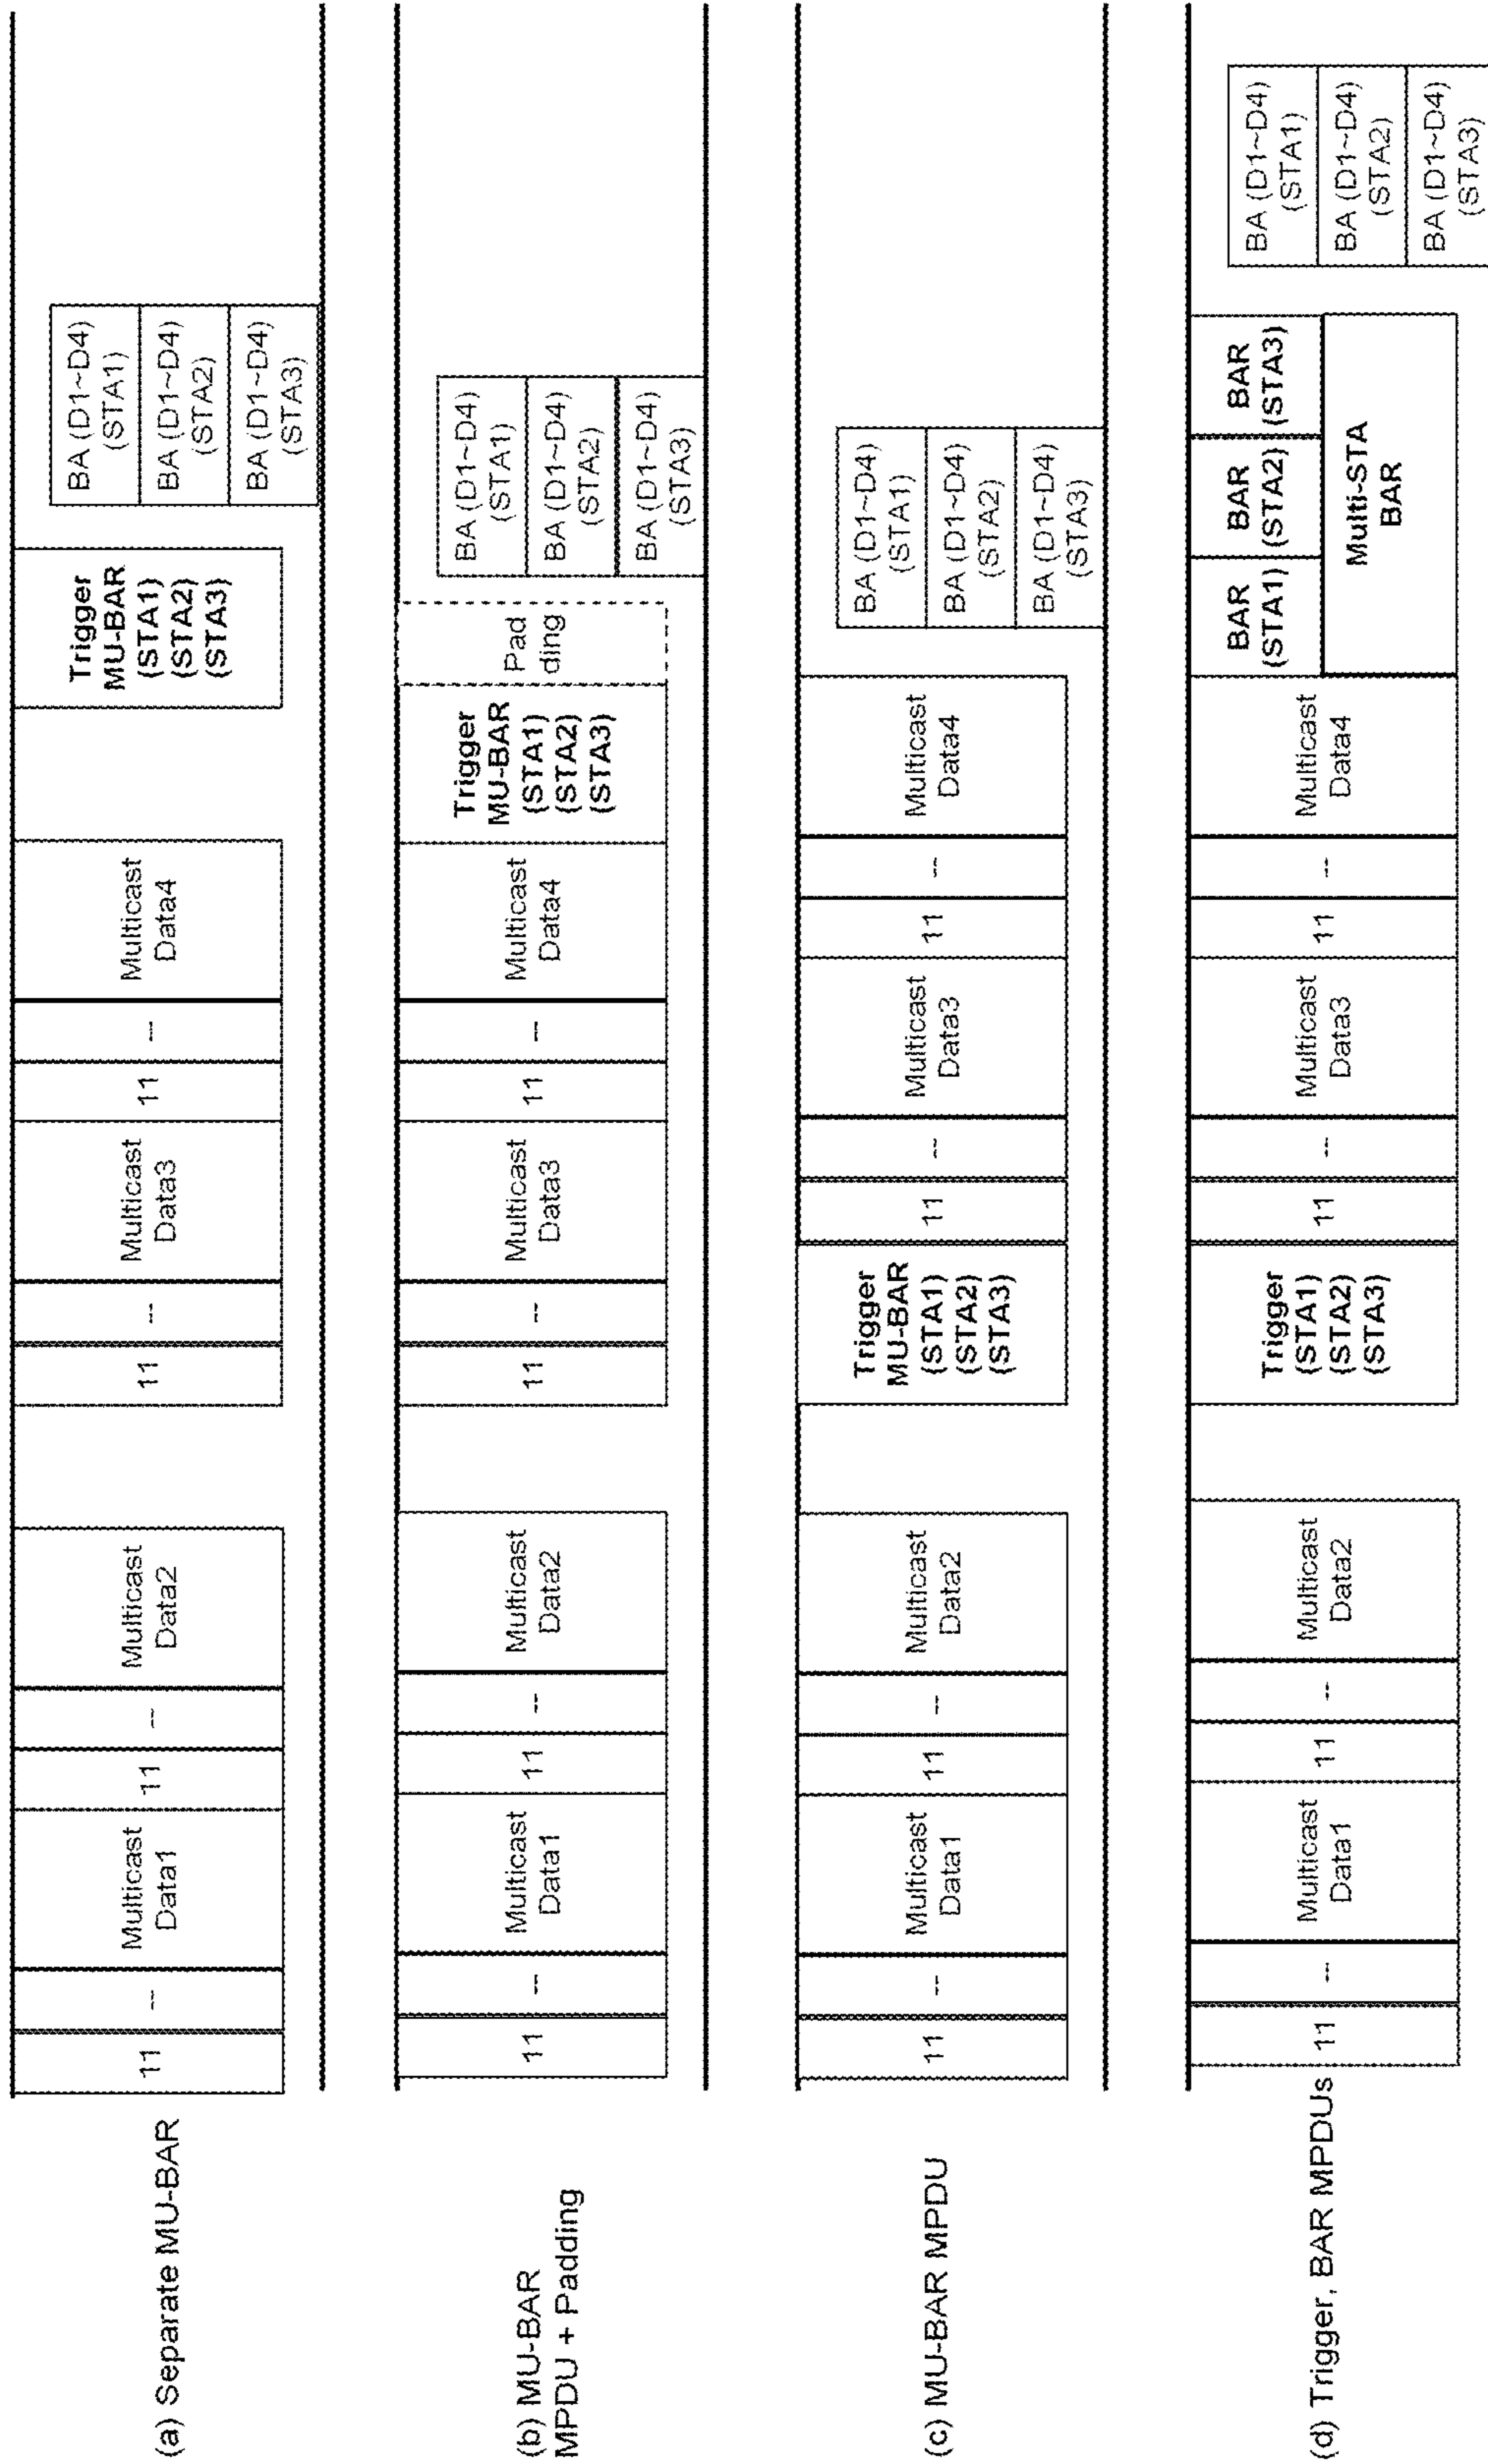 (a) Separate MU-BAR
11
--
Multicast
Data1
11
--
Multicast
Data2
11
--
Multicast
Data3
11
--
Multicast
Data4
Trigger
MU-BAR
(STA1)
(STA2)
(STA3)
BA (D1~D4)
(STA1)
BA (D1~D4)
(STA2)
BA (D1~D4)
(STA3)
(b) MU-BAR
MPDU + Padding
11
--
Multicast
Data1
11
--
Multicast
Data2
11
--
Multicast
Data3
11
--
Multicast
Data4
Trigger
MU-BAR
(STA1)
(STA2)
(STA3)
Pad
ding
BA (D1~D4)
(STA1)
BA (D1~D4)
(STA2)
BA (D1~D4)
(STA3)
(c) MU-BAR MPDU
11
--
Multicast
Data1
11
--
Multicast
Data2
Trigger
MU-BAR
(STA1)
(STA2)
(STA3)
11
--
Multicast
Data3
11
--
Multicast
Data4
BA (D1~D4)
(STA1)
BA (D1~D4)
(STA2)
BA (D1~D4)
(STA3)
(d) Trigger, BAR MPDUs
11
--
Multicast
Data1
11
--
Multicast
Data2
Trigger
(STA1)
(STA2)
(STA3)
11
--
Multicast
Data3
11
--
Multicast
Data4
BAR
(STA1)
BAR
(STA2)
BAR
(STA3)
Multi-STA
BAR
BA (D1~D4)
(STA1)
BA (D1~D4)
(STA2)
BA (D1~D4)
(STA3)